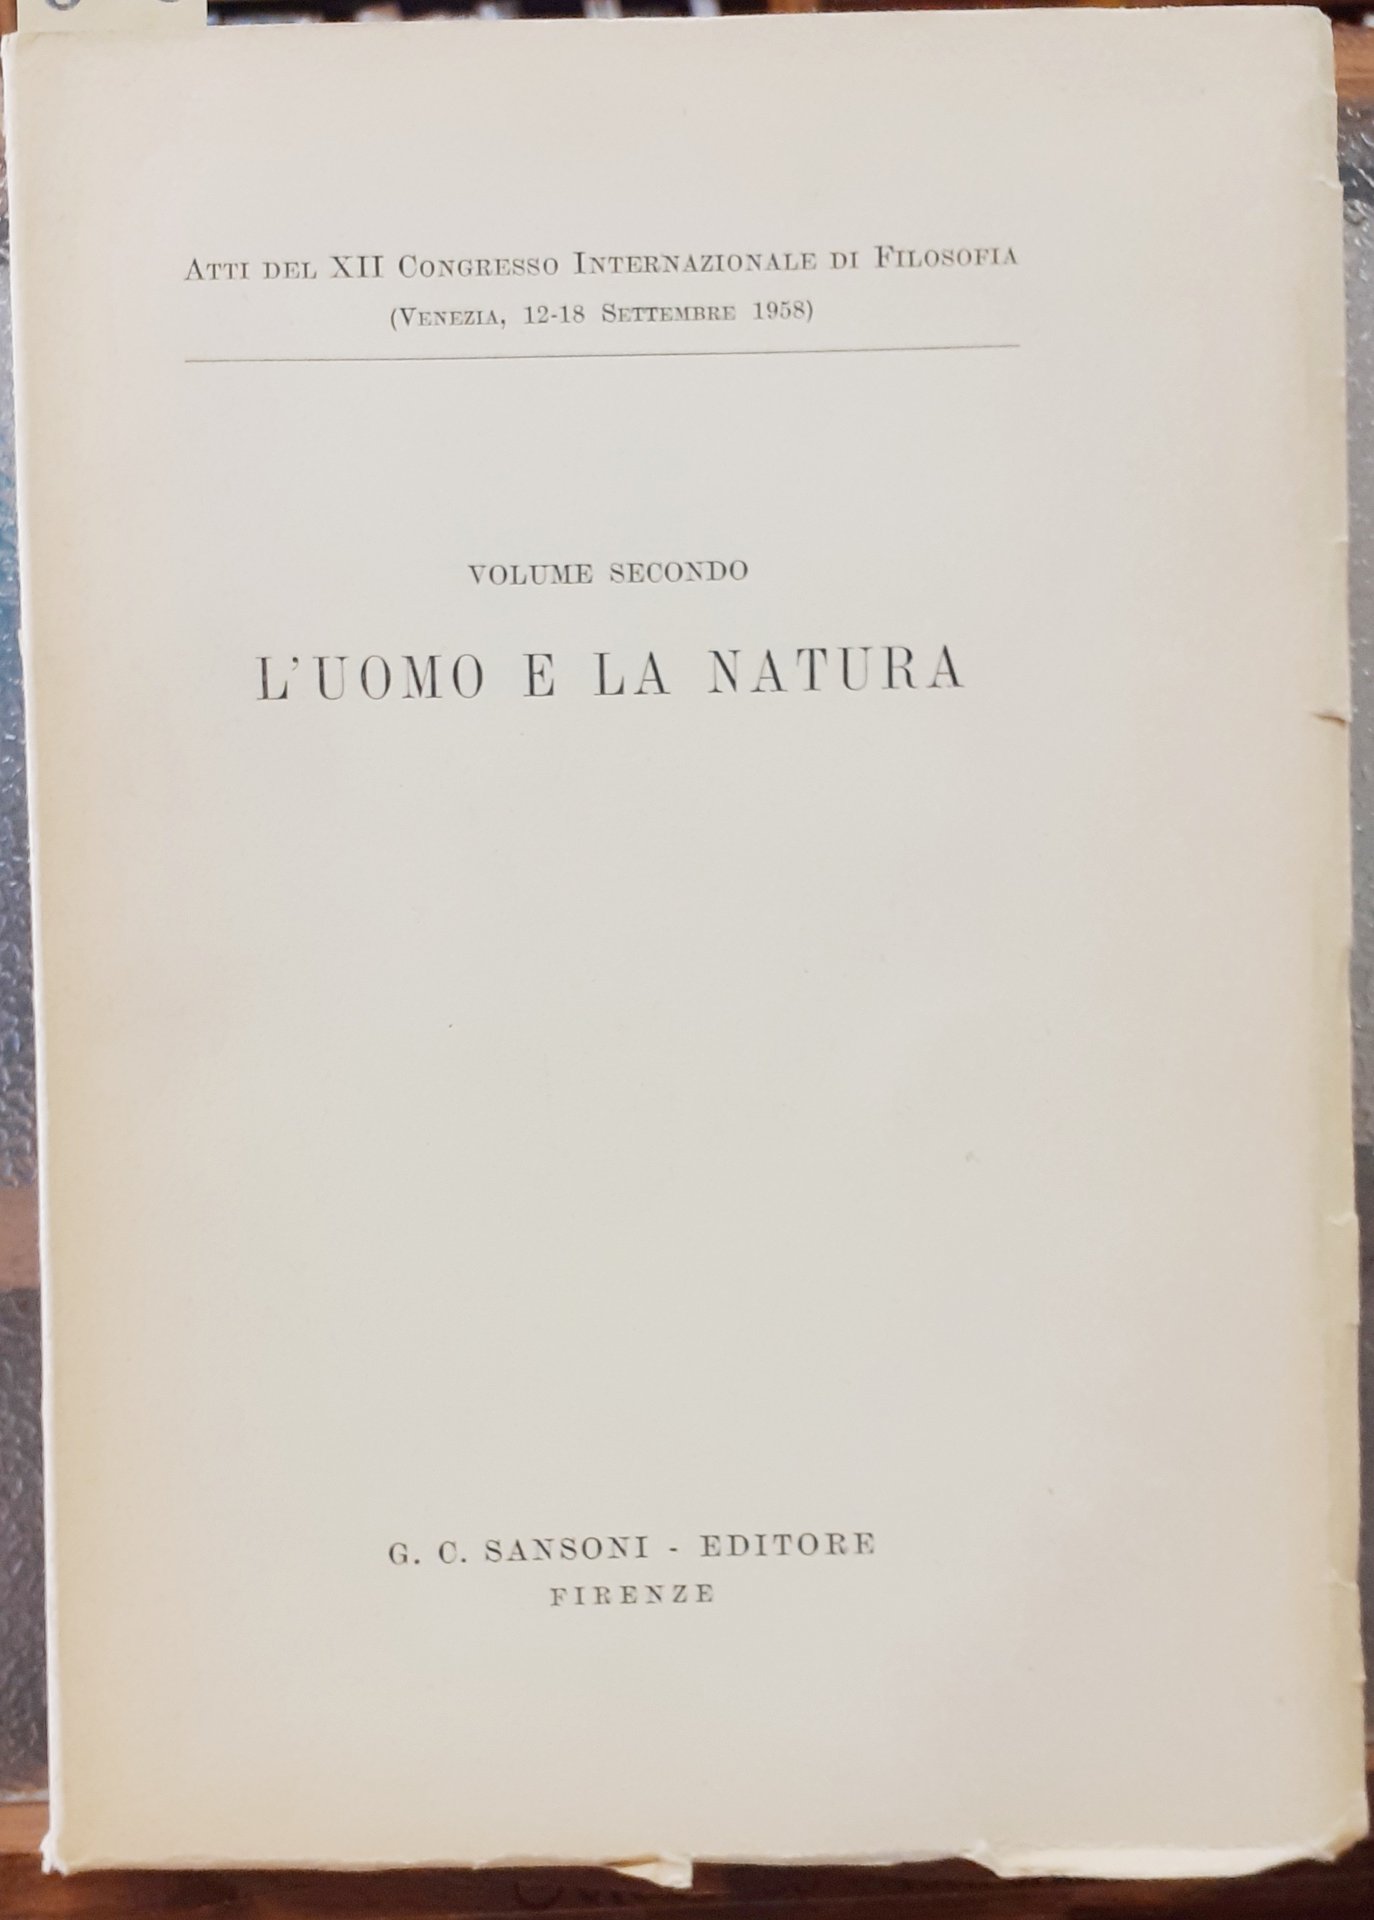 Atti del XII Congresso Internazionale di Filosofia
(Venezia, 12-18 Settembre 1958)
VOLUME SECONDO
L'UOMO E LA NATURA
G. C. SANSONI - EDITORE
FIRENZE